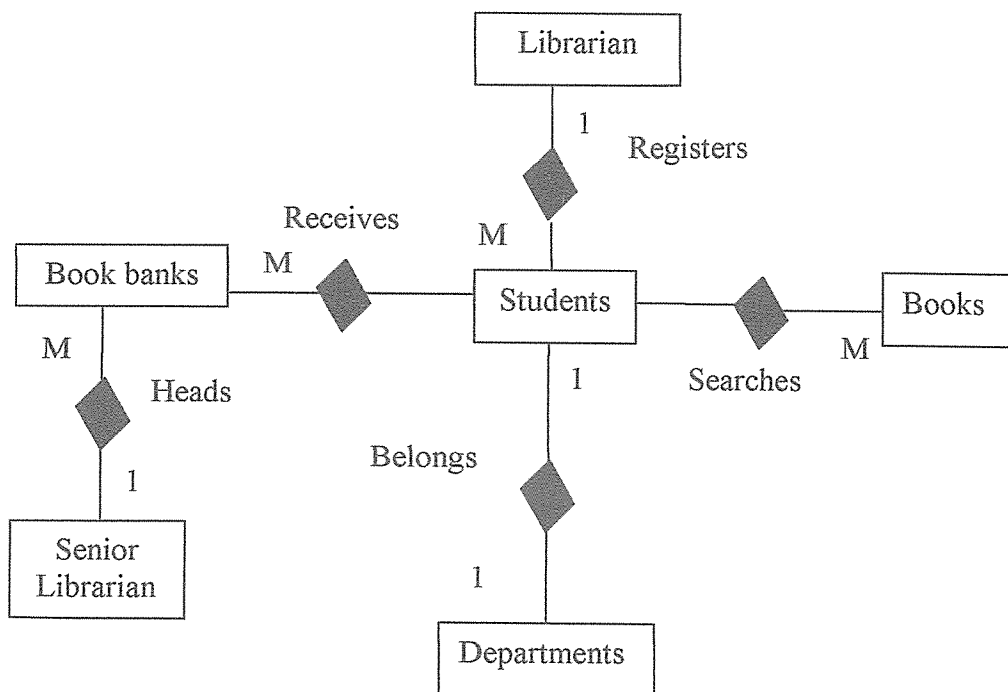 Librarian
1
Registers
Receives
M
M
Book banks
Students
Books
M
1
M
Heads
Searches
Belongs
1
Senior
Librarian
1
Departments